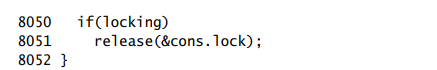 8050   if(locking)
8051     release(&cons.lock);
8052 }